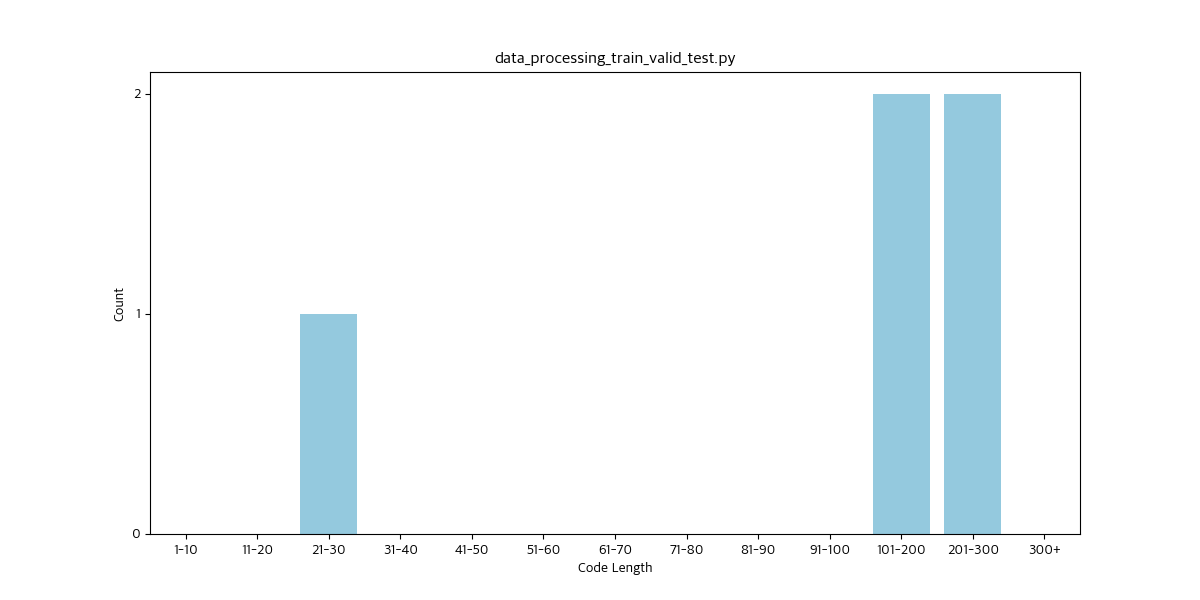 data_processing_train_valid_test.py
2
1
0
Count
1-10 11-20 21-30 31-40 41-50 51-60 61-70 71-80 81-90 91-100 101-200 201-300 300+
Code Length